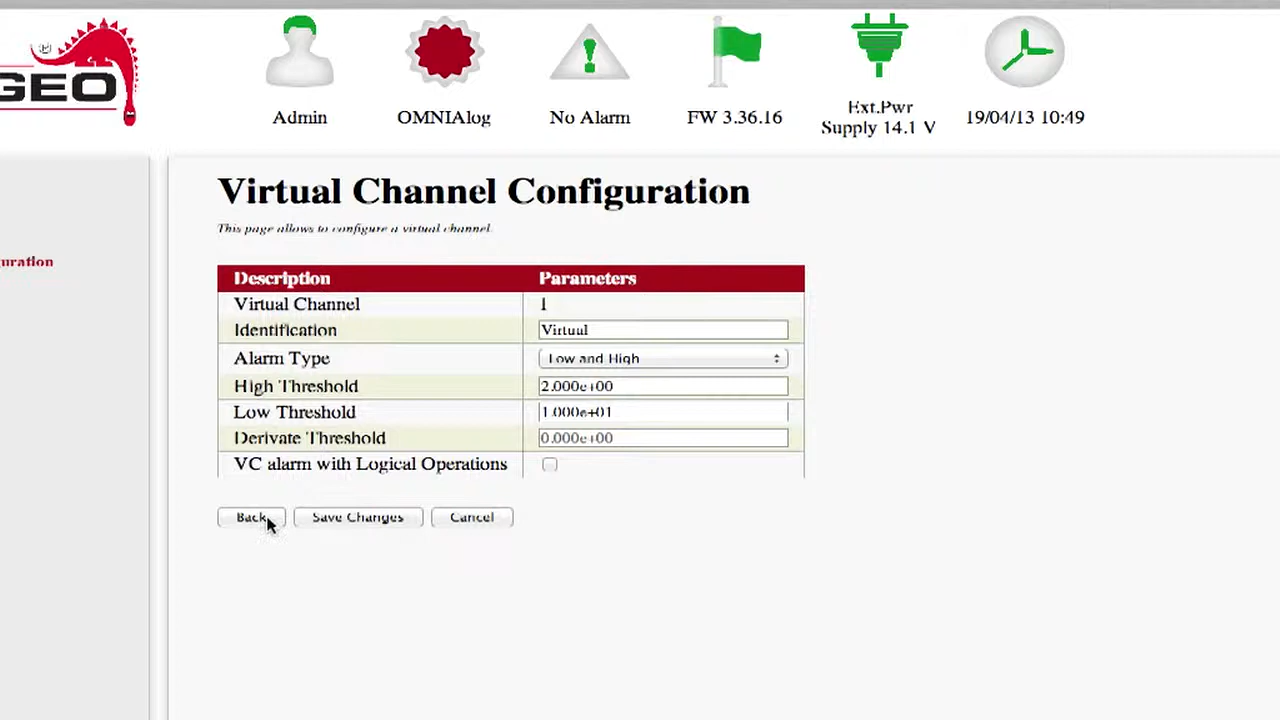 GEO
Admin
OMNIAlog
No Alarm
FW 3.36.16
Ext.Pwr
Supply 14.1 V
19/04/13 10:49
Virtual Channel Configuration
This page allows to configure a virtual channel.
uration
Description Parameters
Virtual Channel 1
Identification Virtual
Alarm Type Low and High
High Threshold 2.000e+00
Low Threshold 1.000e+01
Derivate Threshold 0.000e+00
VC alarm with Logical Operations
Back Save Changes Cancel